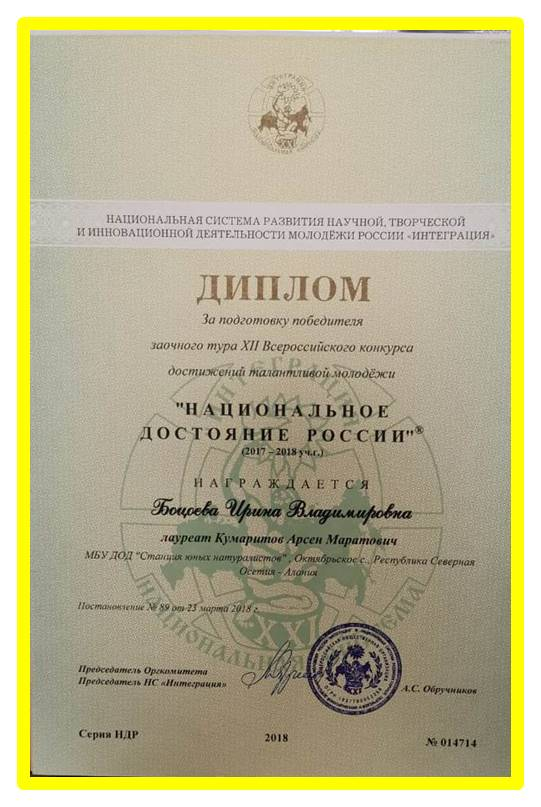 НАЦИОНАЛЬНАЯ СИСТЕМА РАЗВИТИЯ НАУЧНОЙ, ТВОРЧЕСКОЙ
И ИННОВАЦИОННОЙ ДЕЯТЕЛЬНОСТИ МОЛОДЁЖИ РОССИИ «ИНТЕГРАЦИЯ»
ДИПЛОМ
За подготовку победителя
заочного тура XII Всероссийского конкурса
достижений талантливой молодёжи
"НАЦИОНАЛЬНОЕ
ДОСТОЯНИЕ РОССИИ"®
(2017 – 2018 уч.г.)
НАГРАЖДАЕТСЯ
Боцоева Ирина Владимировна
лауреат Кумаритов Арсен Маратович
МБУ ДОД "Станция юных натуралистов" , Октябрьское с., Республика Северная
Осетия - Алания
Постановление № 89 от 23 марта 2018 г.
Председатель Оргкомитета
Председатель НС «Интеграция»
А.С. Обручников
Серия НДР
2018
№ 014714